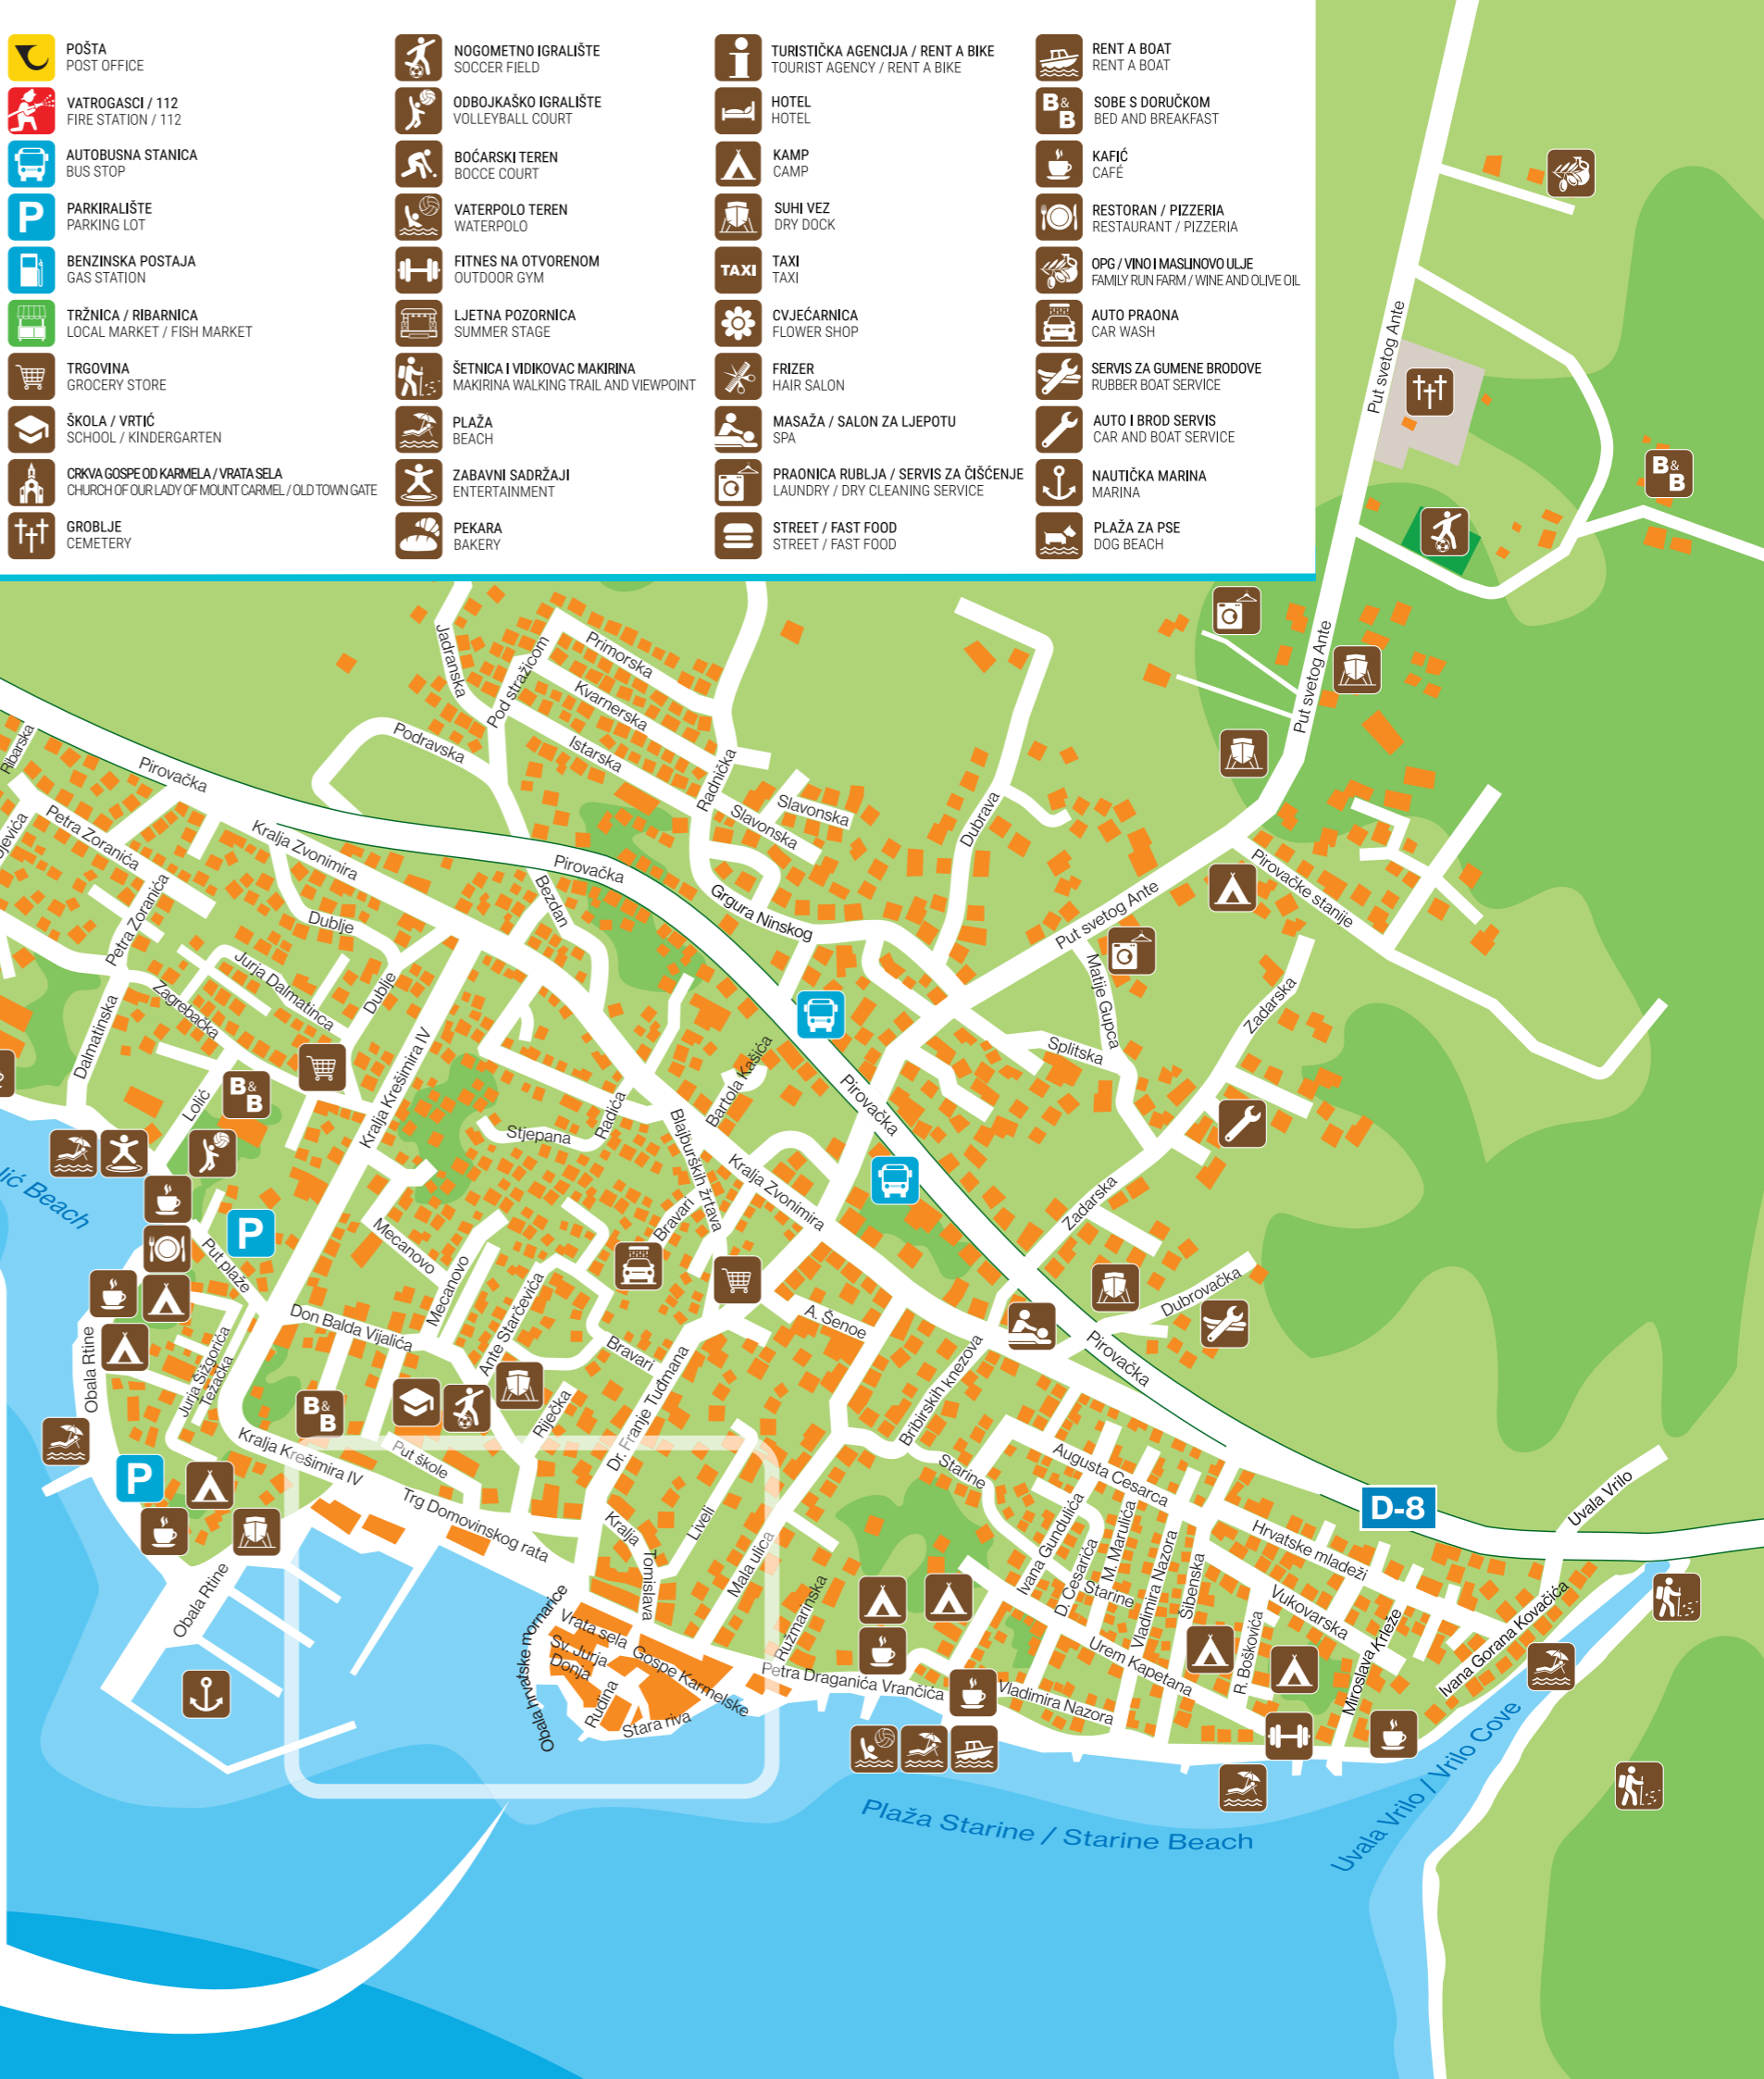 POŠTA
POST OFFICE
VATROGASCI / 112
FIRE STATION / 112
AUTOBUSNA STANICA
BUS STOP
P
PARKIRALIŠTE
PARKING LOT
BENZINSKA POSTAJA
GAS STATION
TRŽNICA / RIBARNICA
LOCAL MARKET / FISH MARKET
TRGOVINA
GROCERY STORE
ŠKOLA / VRTIĆ
SCHOOL / KINDERGARTEN
CRKVA GOSPE OD KARMELA / VRATA SELA
CHURCH OF OUR LADY OF MOUNT CARMEL / OLD TOWN GATE
GROBLJE
CEMETERY
NOGOMETNO IGRALIŠTE
SOCCER FIELD
ODBOJKAŠKO IGRALIŠTE
VOLLEYBALL COURT
BOĆARSKI TEREN
BOCCE COURT
VATERPOLO TEREN
WATERPOLO
FITNES NA OTVORENOM
OUTDOOR GYM
LJETNA POZORNICA
SUMMER STAGE
ŠETNICA I VIDIKOVAC MAKIRINA
MAKIRINA WALKING TRAIL AND VIEWPOINT
PLAŽA
BEACH
ZABAVNI SADRŽAJI
ENTERTAINMENT
PEKARA
BAKERY
TURISTIČKA AGENCIJA / RENT A BIKE
TOURIST AGENCY / RENT A BIKE
HOTEL
HOTEL
KAMP
CAMP
SUHI VEZ
DRY DOCK
TAXI
TAXI
TAXI
CVJEĆARNICA
FLOWER SHOP
FRIZER
HAIR SALON
MASAŽA / SALON ZA LJEPOTU
SPA
PRAONICA RUBLJA / SERVIS ZA ČIŠĆENJE
LAUNDRY / DRY CLEANING SERVICE
STREET / FAST FOOD
STREET / FAST FOOD
RENT A BOAT
RENT A BOAT
B&B
SOBE S DORUČKOM
BED AND BREAKFAST
KAFIĆ
CAFÉ
RESTORAN / PIZZERIA
RESTAURANT / PIZZERIA
OPG / VINO I MASLINOVO ULJE
FAMILY RUN FARM / WINE AND OLIVE OIL
AUTO PRAONA
CAR WASH
SERVIS ZA GUMENE BRODOVE
RUBBER BOAT SERVICE
AUTO I BROD SERVIS
CAR AND BOAT SERVICE
NAUTIČKA MARINA
MARINA
PLAŽA ZA PSE
DOG BEACH
Put svetog Ante
B&B
Put svetog Ante
Jadranska
Pod stražicom
Primorska
Kvarnerska
Istarska
Podravska
Radnička
Slavonska
Slavonska
Dubrava
Ribarska
Pirovačka
Petra Zoranića
Kralja Zvonimira
Pirovačka
Bezdan
Grgura Ninskog
Put svetog Ante
Pirovačke stanije
Petra Zoranića
Dublje
Jurja Dalmatinca
Dublje
Zagrebačka
Dalmatinska
Matije Gupca
Zadarska
Splitska
Kralja Krešimira IV
Lolić
B&B
Bartola Kašića
Pirovačka
Stjepana
Radića
Blajburških žrtava
Kralja Zvonimira
Bravari
Zadarska
lić Beach
P
Put plaže
Mecanovo
Mecanovo
Dubrovačka
Don Balda Vijalića
Ante Starčevića
A. Šenoe
Bravari
Obala Rtine
Jurja Šižgorića
Težačka
B&B
Pirovačka
Bribirskih knezova
Riječka
Dr. Franje Tuđmana
Kralja Krešimira IV
Put škole
Trg Domovinskog rata
P
Starine
Augusta Cesarca
D-8
Uvala Vrilo
Kralja
Tomislava
Liveli
Mala ulica
Ružmarinska
Ivana Gundulića
D. Cesarića
M. Marulića
Starine
Vladimira Nazora
Šibenska
Hrvatske mladeži
Vukovarska
R. Boškovića
Miroslava Krleže
Ivana Gorana Kovačića
Obala Rtine
Obala hrvatske mornarice
Vrata sela
Sv. Jurja
Donja
Gospe Karmelske
Rudina
Stara riva
Petra Draganića Vrančića
Urem Kapetana
Vladimira Nazora
Plaža Starine / Starine Beach
Uvala Vrilo / Vrilo Cove